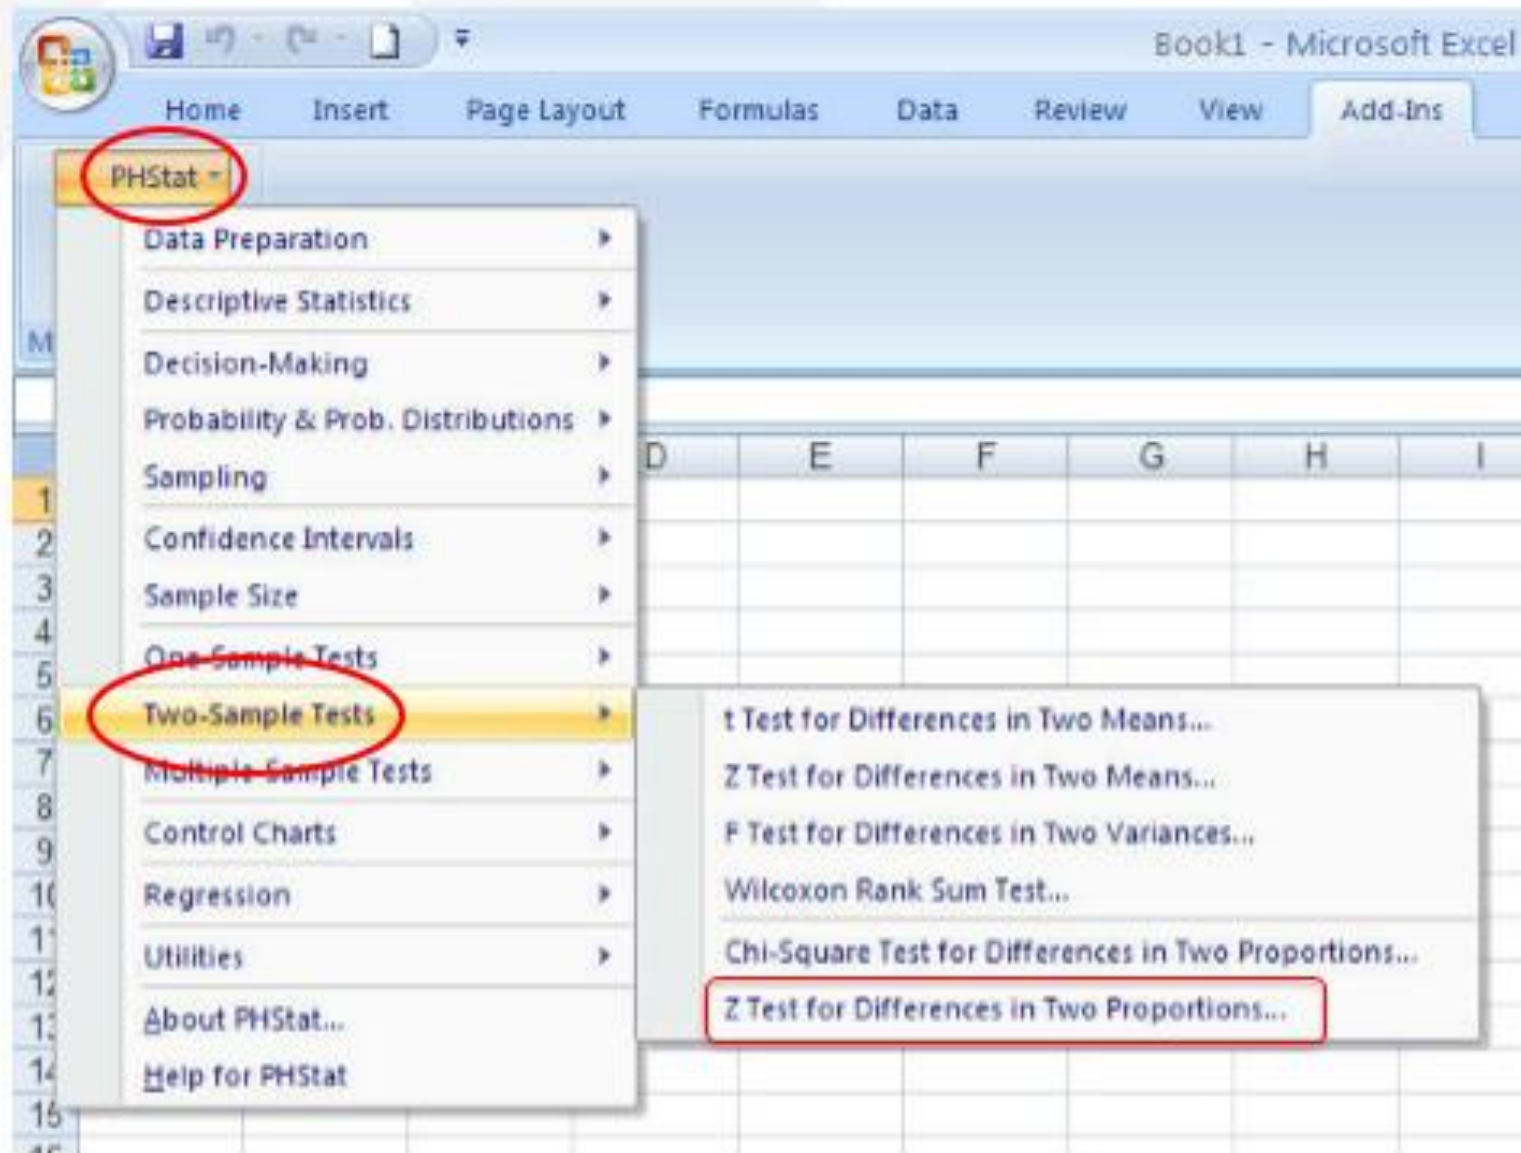 Book1 - Microsoft Excel
Home Insert Page Layout Formulas Data Review View Add-Ins
PHStat
Data Preparation
Descriptive Statistics
M
Decision-Making
Probability & Prob. Distributions
D E F G H I
Sampling
1
Confidence Intervals
2
Sample Size
3
4
One-Sample Tests
5
Two-Sample Tests
6
t Test for Differences in Two Means...
Multiple-Sample Tests
7
Z Test for Differences in Two Means...
8
Control Charts
F Test for Differences in Two Variances...
9
Regression
10
Wilcoxon Rank Sum Test...
Utilities
Chi-Square Test for Differences in Two Proportions...
About PHStat...
Z Test for Differences in Two Proportions...
Help for PHStat
14
15